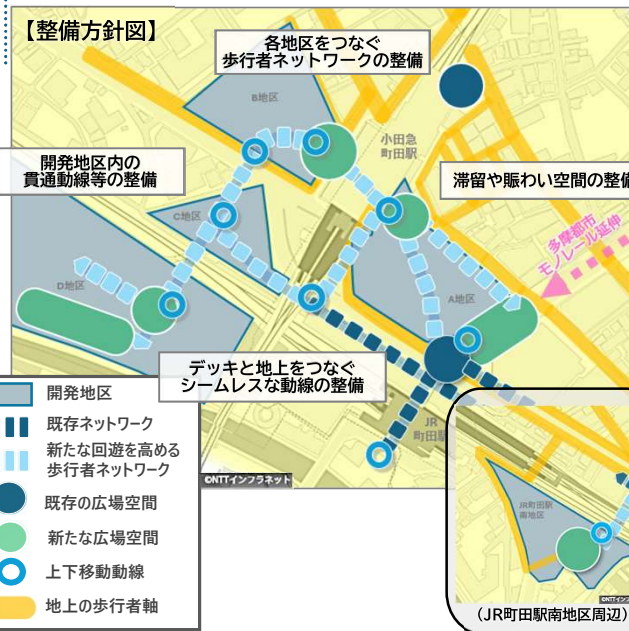 【整備方針図】
各地区をつなぐ
歩行者ネットワークの整備
B地区
小田急
町田駅
開発地区内の
貫通動線等の整備
滞留や賑わい空間の整備
C地区
多摩都市
モノレール延伸
D地区
A地区
デッキと地上をつなぐ
シームレスな動線の整備
JR
町田駅
©NTTインフラネット
開発地区
既存ネットワーク
新たな回遊を高める
歩行者ネットワーク
既存の広場空間
新たな広場空間
上下移動動線
地上の歩行者軸
JR町田駅
南地区
©NTTインフ
(JR町田駅南地区周辺)